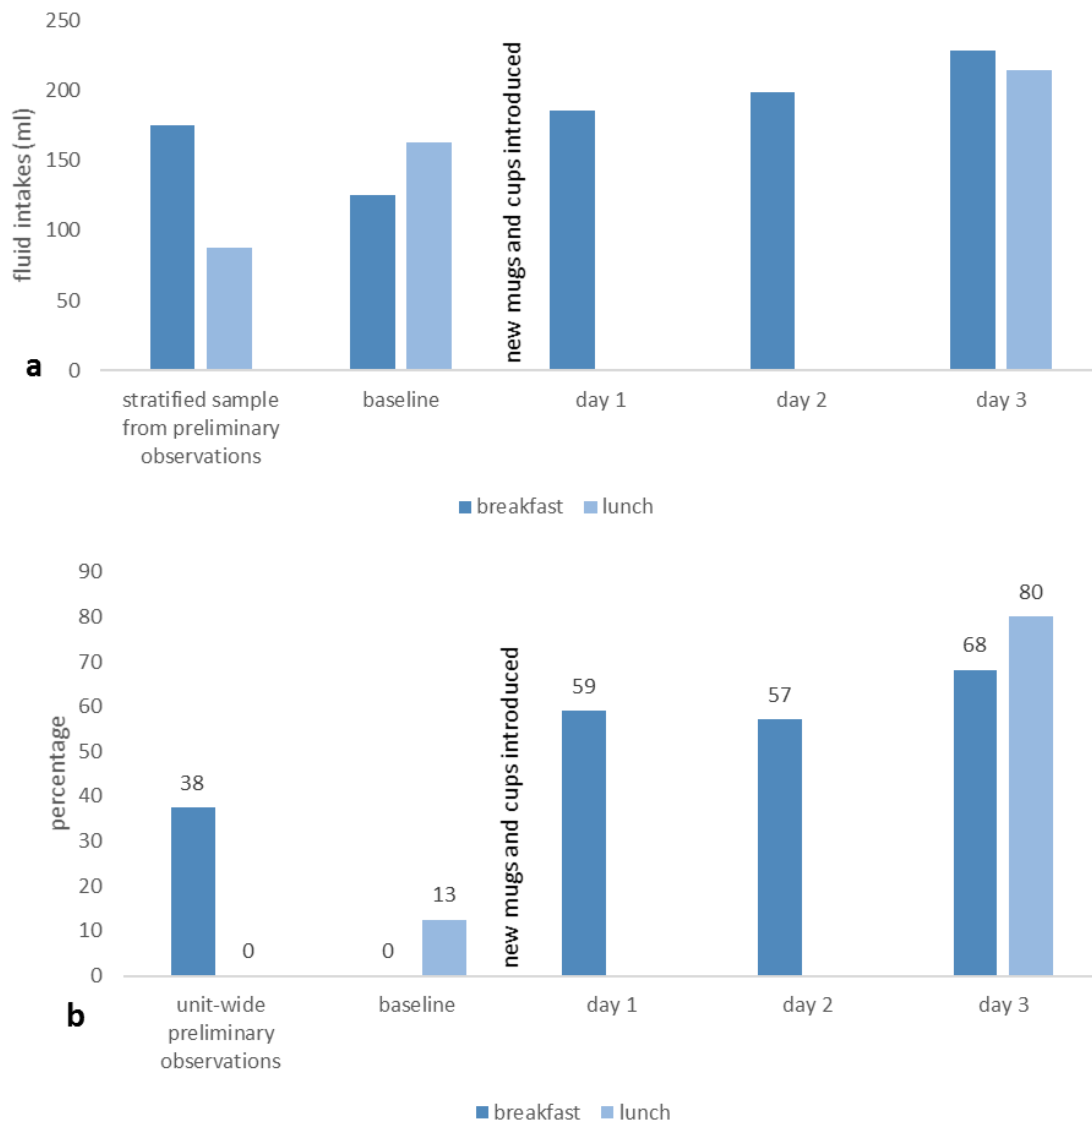 250
200
150
100
50
0
fluid intakes (ml)
new mugs and cups introduced
a
stratified sample
from preliminary
observations
baseline
day 1
day 2
day 3
breakfast lunch
90
80
70
60
50
40
30
20
10
0
percentage
38
0
0
13
new mugs and cups introduced
59
57
68
80
b
unit-wide
preliminary
observations
baseline
day 1
day 2
day 3
breakfast lunch